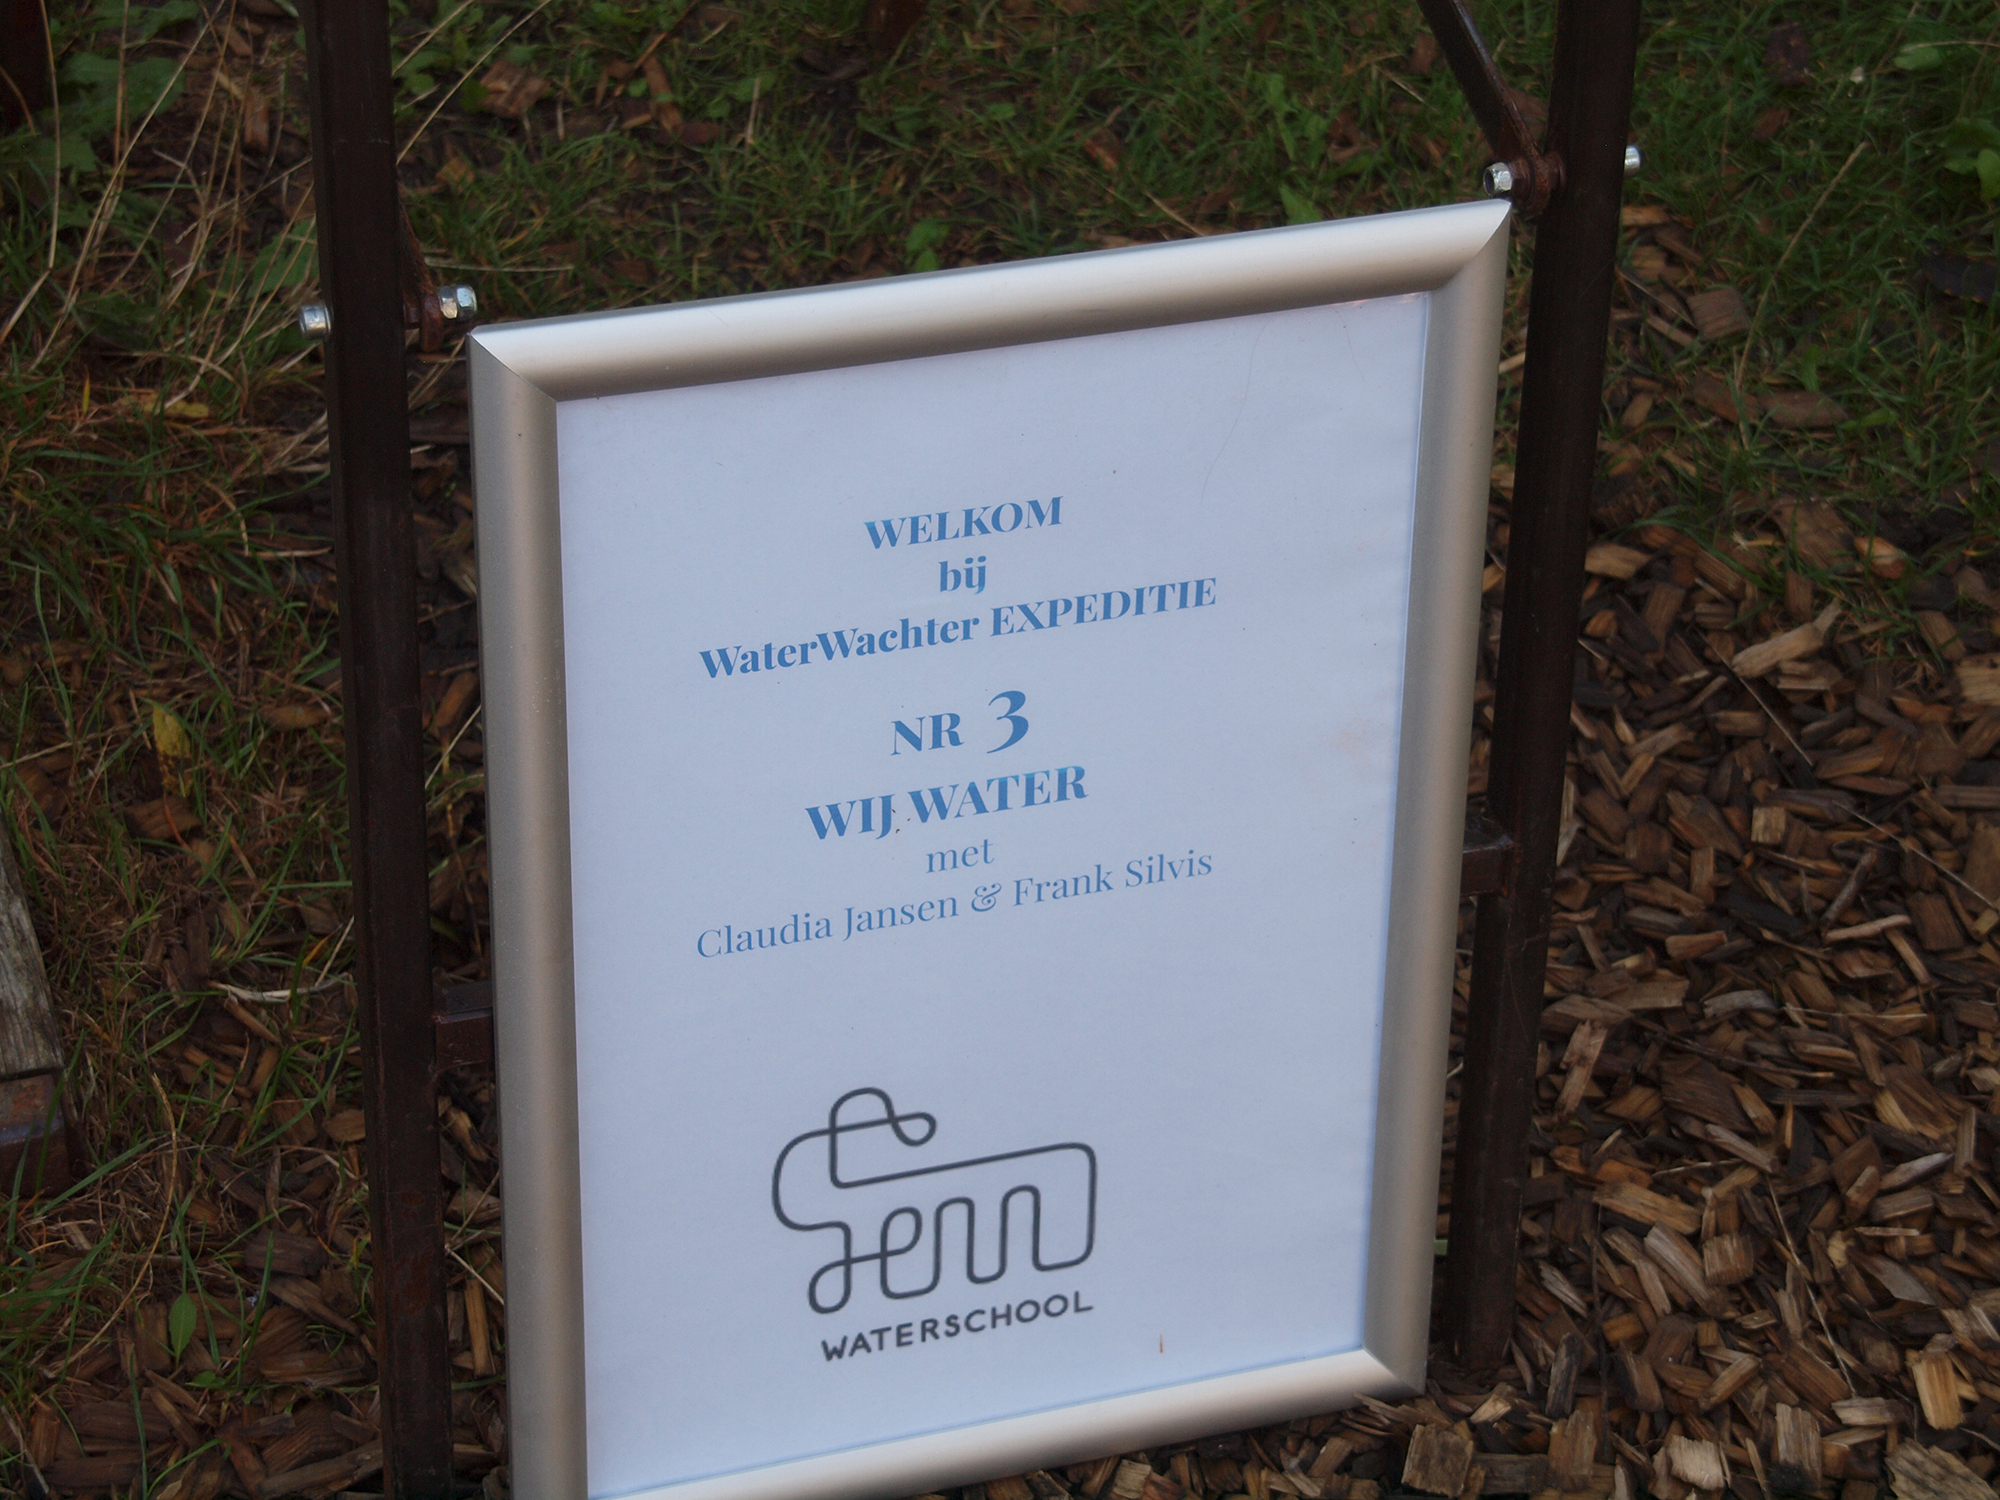 WELKOM
bij
WaterWachter EXPEDITIE
NR 3
WIJ WATER
met
Claudia Jansen & Frank Silvis
WATERSCHOOL